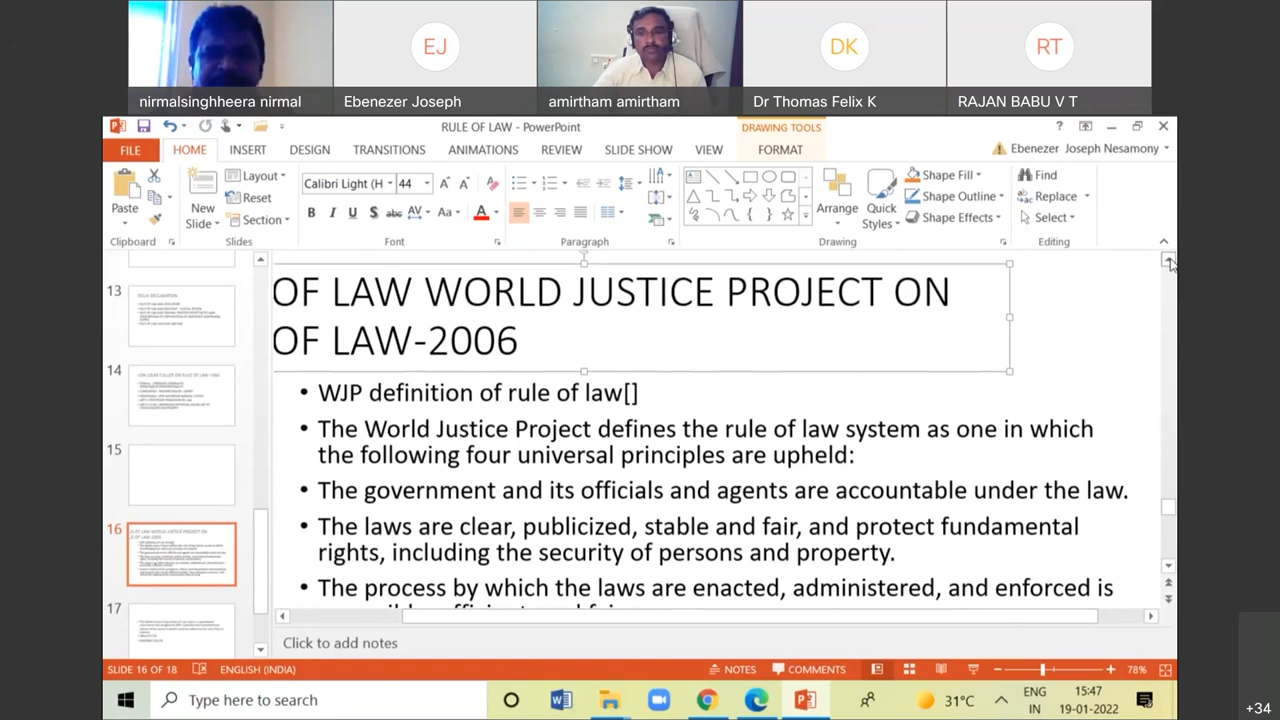 EJ
DK
RT
nirmalsinghheera nirmal
Ebenezer Joseph
amirtham amirtham
Dr Thomas Felix K
RAJAN BABU V T
RULE OF LAW - PowerPoint
DRAWING TOOLS
?
FILE
HOME
INSERT
DESIGN
TRANSITIONS
ANIMATIONS
REVIEW
SLIDE SHOW
VIEW
FORMAT
Ebenezer Joseph Nesamony
Paste
New
Slide
Layout
Reset
Section
Calibri Light (H
44
B I U S abc AV Aa A
Arrange
Quick
Styles
Shape Fill
Shape Outline
Shape Effects
Find
Replace
Select
Clipboard
Slides
Font
Paragraph
Drawing
Editing
13
14
15
16
17
OF LAW WORLD JUSTICE PROJECT ON
OF LAW-2006
• WJP definition of rule of law[]
• The World Justice Project defines the rule of law system as one in which
the following four universal principles are upheld:
• The government and its officials and agents are accountable under the law.
• The laws are clear, publicized, stable and fair, and protect fundamental
rights, including the security of persons and property.
• The process by which the laws are enacted, administered, and enforced is
Click to add notes
SLIDE 16 OF 18
ENGLISH (INDIA)
NOTES
COMMENTS
78%
Type here to search
31°C
ENG
IN
15:47
19-01-2022
+34